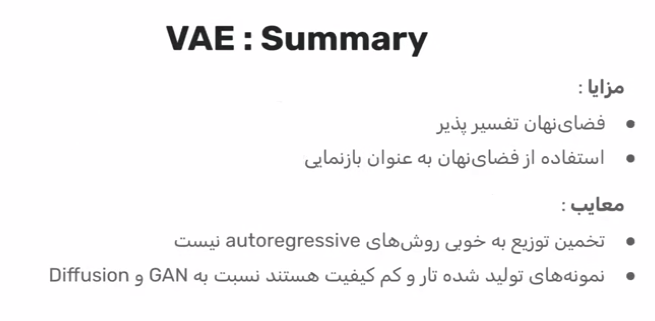 VAE : Summary
مزایا :
فضای‌نهان تفسیر پذیر
استفاده از فضای‌نهان به عنوان بازنمایی
معایب :
تخمین توزیع به خوبی روش‌های autoregressive نیست
نمونه‌های تولید شده تار و کم کیفیت هستند نسبت به GAN و Diffusion